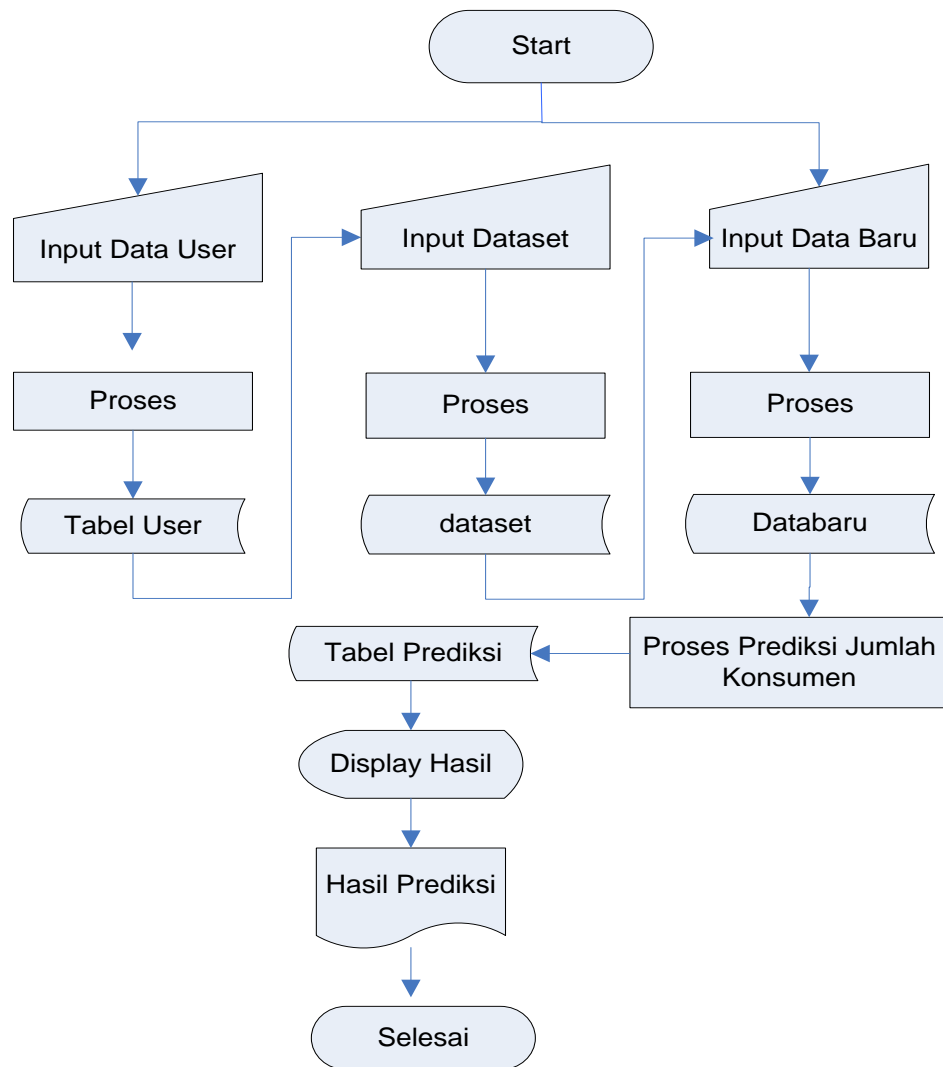 Start
Input Data User
Input Dataset
Input Data Baru
Proses
Proses
Proses
Tabel User
dataset
Databaru
Tabel Prediksi
Proses Prediksi Jumlah
Konsumen
Display Hasil
Hasil Prediksi
Selesai